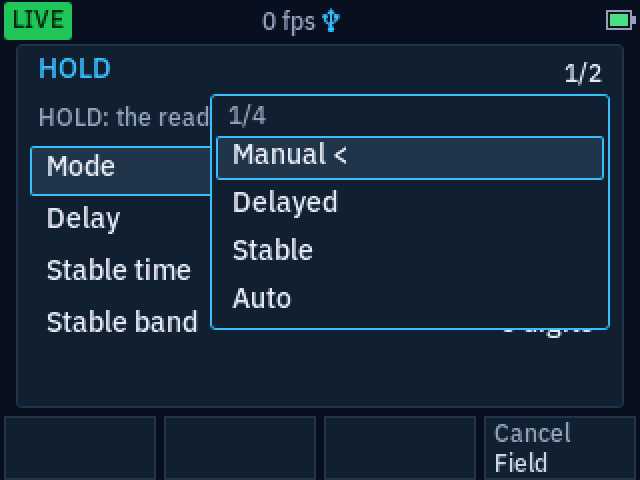 LIVE
0 fps
HOLD
1/2
HOLD: the read
1/4
Manual <
Mode
Delayed
Delay
Stable
Stable time
Auto
Stable band
digits
Cancel
Field